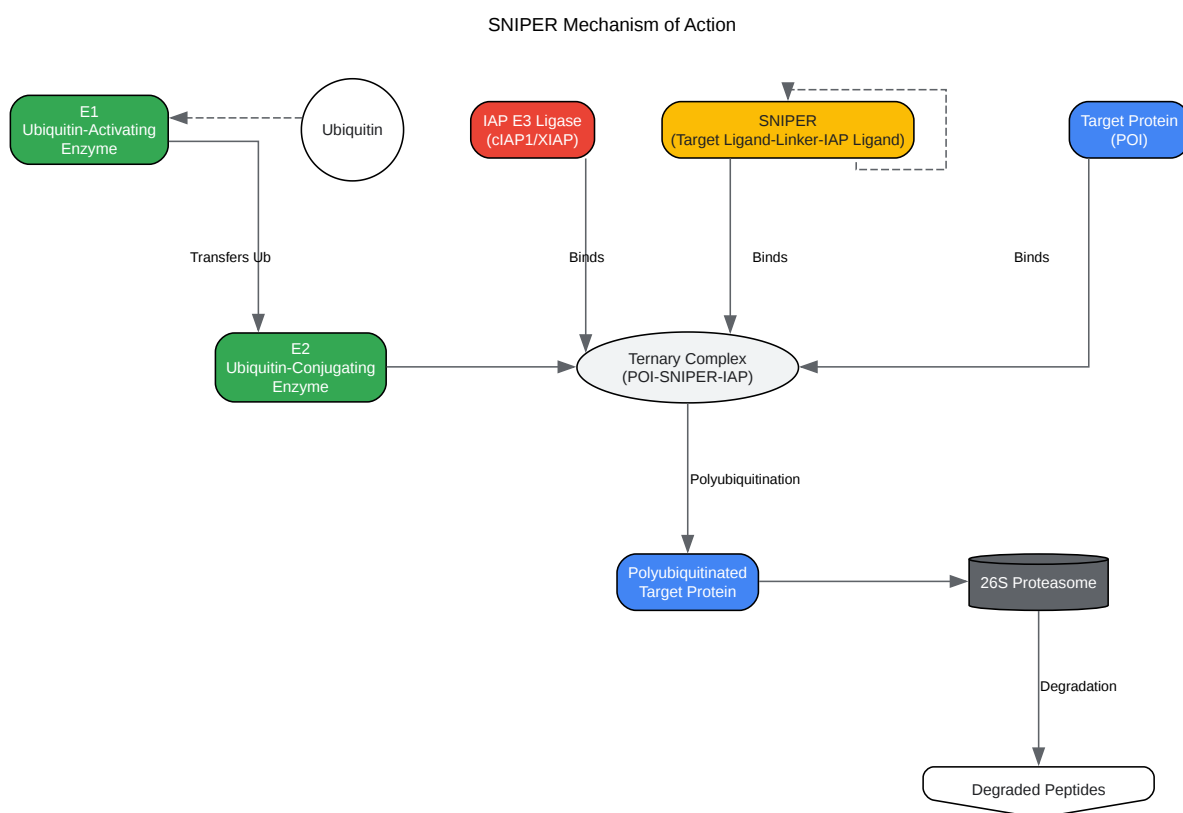 SNIPER Mechanism of Action
E1
Ubiquitin-Activating
Enzyme
Ubiquitin
IAP E3 Ligase
(cIAP1/XIAP)
SNIPER
(Target Ligand-Linker-IAP Ligand)
Target Protein
(POI)
Transfers Ub
Binds
Binds
Binds
E2
Ubiquitin-Conjugating
Enzyme
Ternary Complex
(POI-SNIPER-IAP)
Polyubiquitination
Polyubiquitinated
Target Protein
26S Proteasome
Degradation
Degraded Peptides